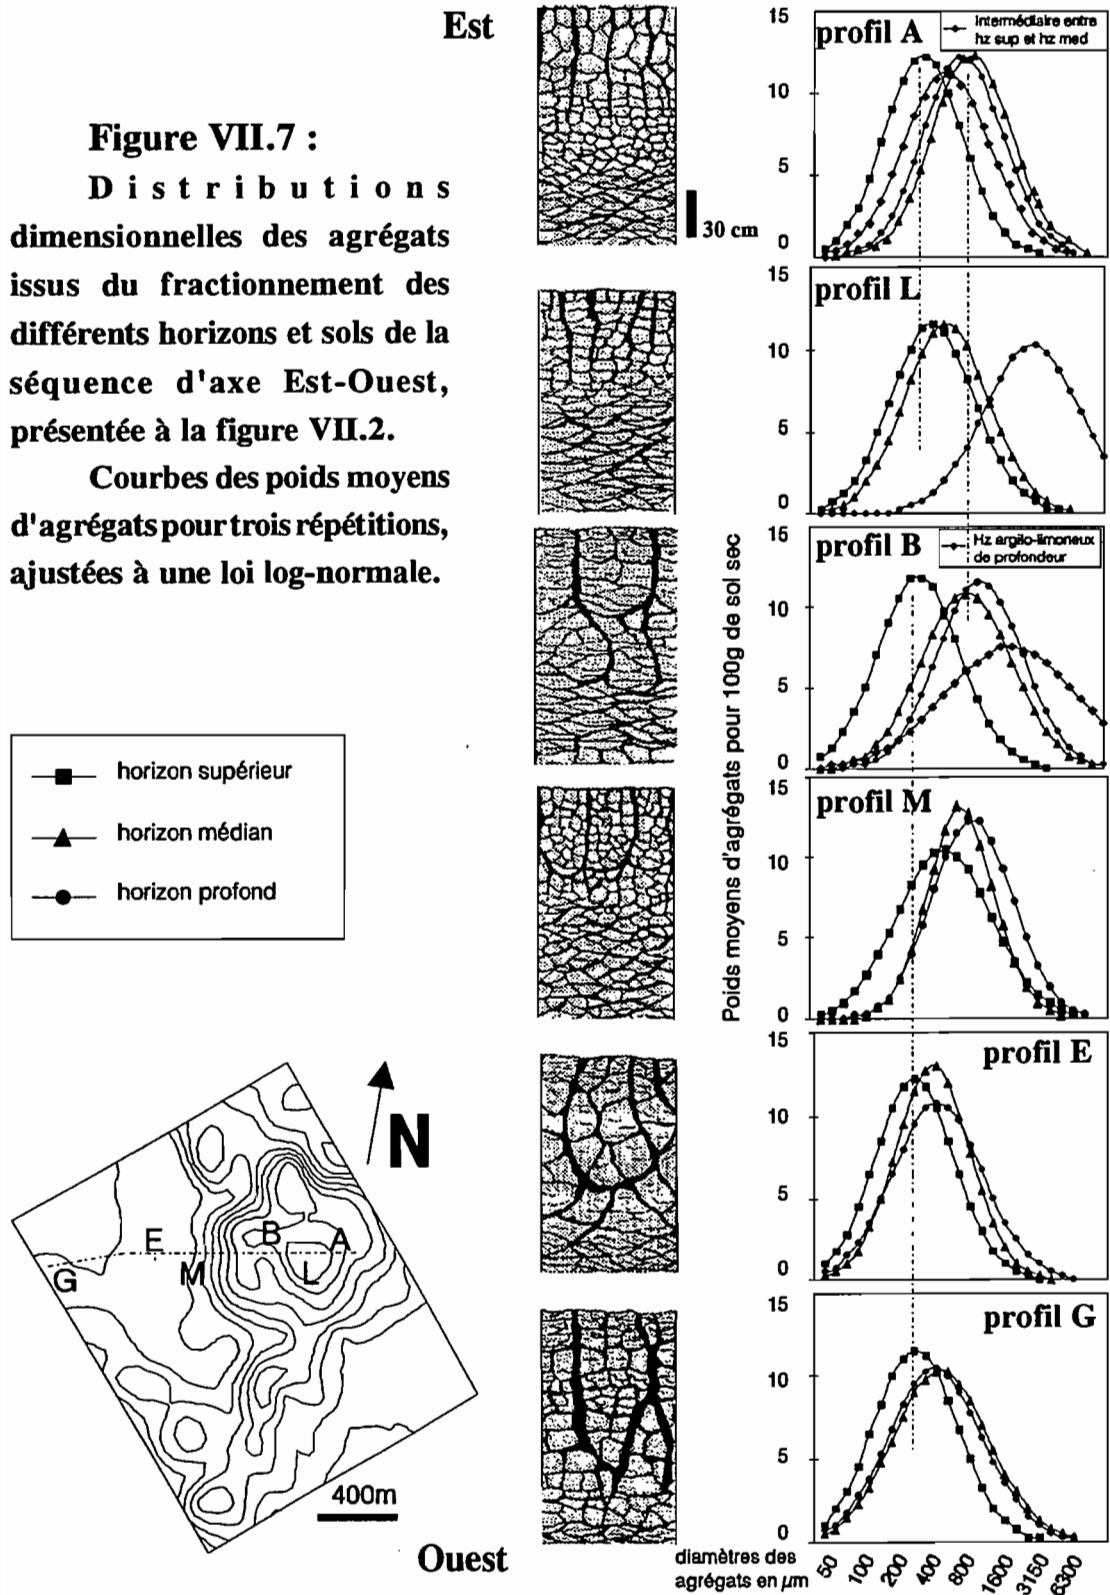 Est
Figure VII.7 :
Distributions
dimensionnelles des agrégats
issus du fractionnement des
différents horizons et sols de la
séquence d'axe Est-Ouest,
présentée à la figure VII.2.
Courbes des poids moyens
d'agrégats pour trois répétitions,
ajustées à une loi log-normale.
horizon supérieur
horizon médian
horizon profond
N
E
B
A
G
M
L
400m
Ouest
30 cm
Poids moyens d'agrégats pour 100g de sol sec
profil A
Intermédiaire entre
hz sup et hz med
15
10
5
0
profil L
15
10
5
0
profil B
Hz argilo-limoneux
de profondeur
15
10
5
0
profil M
15
10
5
0
profil E
15
10
5
0
profil G
15
10
5
0
diamètres des
agrégats en µm
50 100 200 400 800 1600 3150 6300